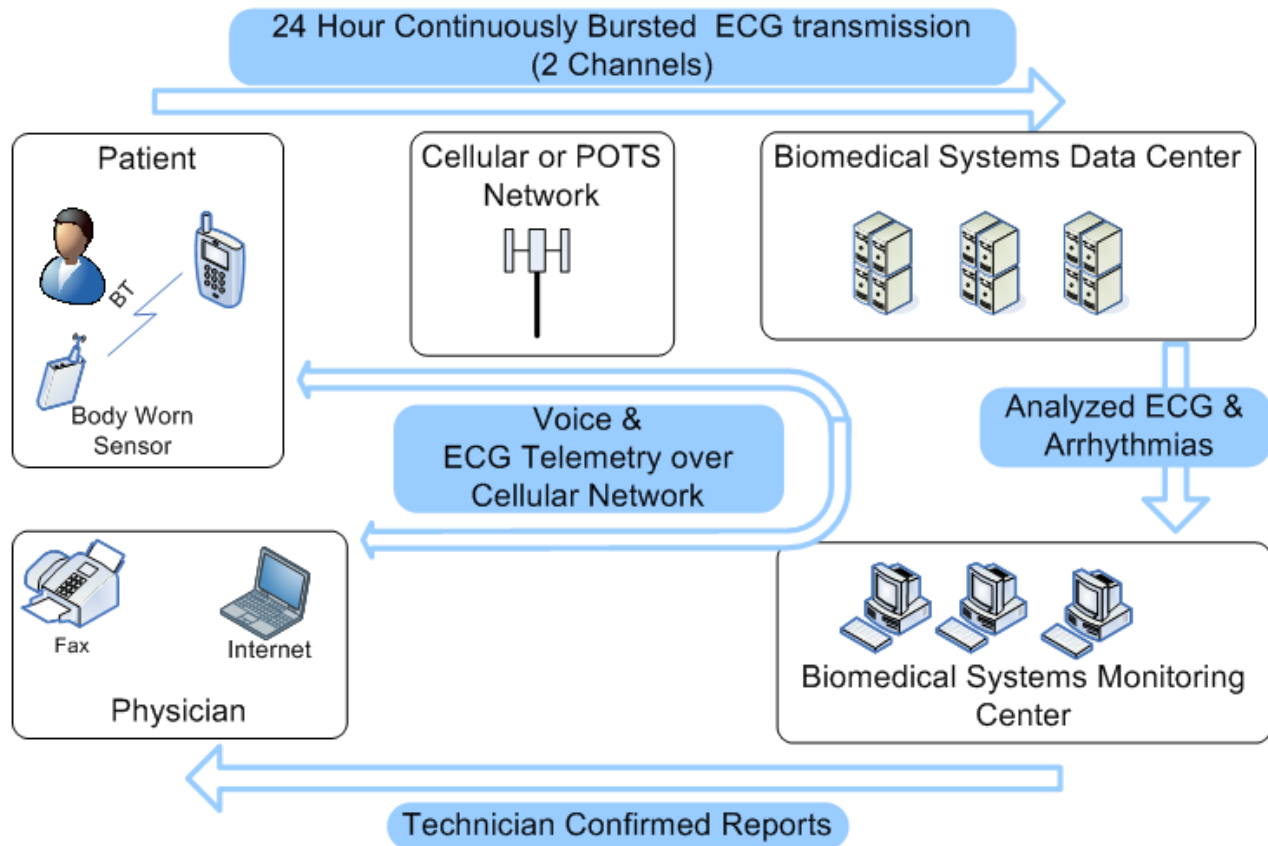 24 Hour Continuously Bursted ECG transmission
(2 Channels)
Patient
BT
Body Worn
Sensor
Cellular or POTS
Network
Biomedical Systems Data Center
Voice &
ECG Telemetry over
Cellular Network
Analyzed ECG &
Arrhythmias
Fax
Internet
Physician
Biomedical Systems Monitoring
Center
Technician Confirmed Reports